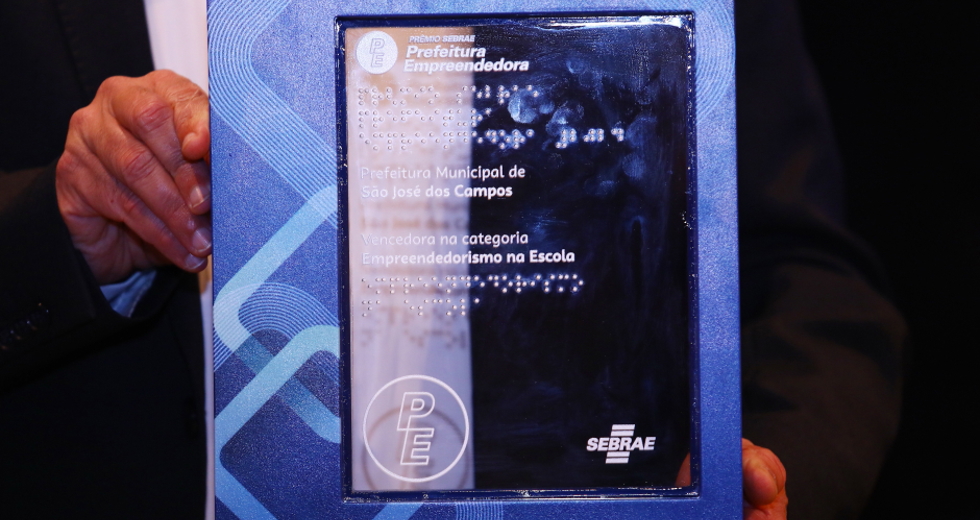 PE
PRÊMIO SEBRAE
Prefeitura
Empreendedora
Prefeitura Municipal de
São José dos Campos
Vencedora na categoria
Empreendedorismo na Escola
PE
SEBRAE